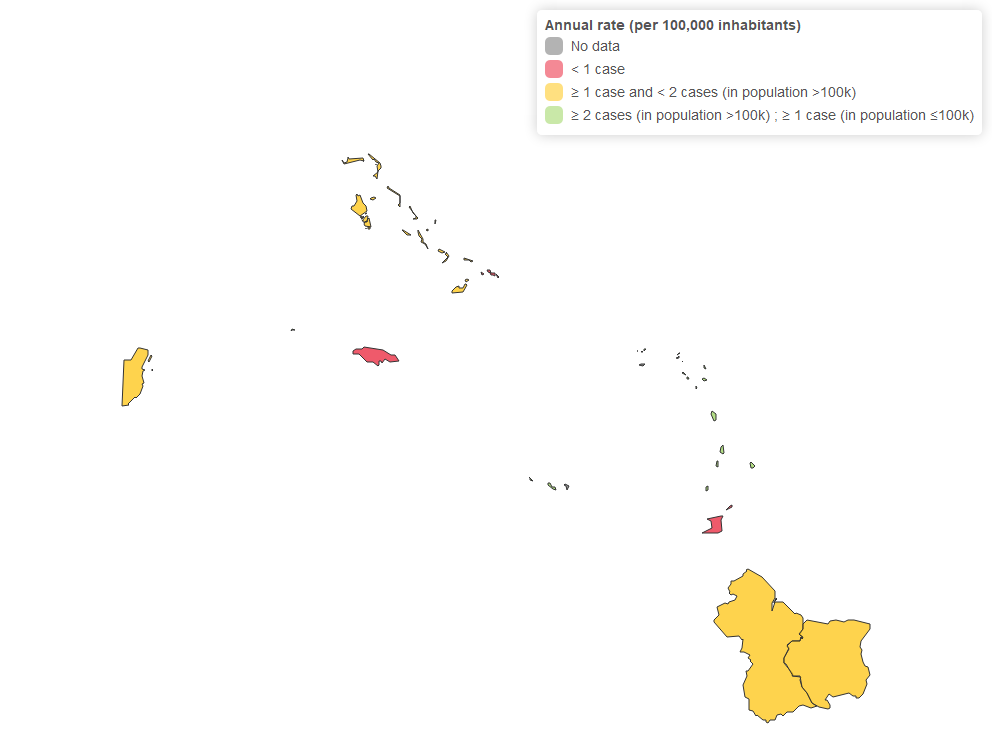 Annual rate (per 100,000 inhabitants)
No data
< 1 case
≥ 1 case and < 2 cases (in population >100k)
≥ 2 cases (in population >100k) ; ≥ 1 case (in population ≤100k)